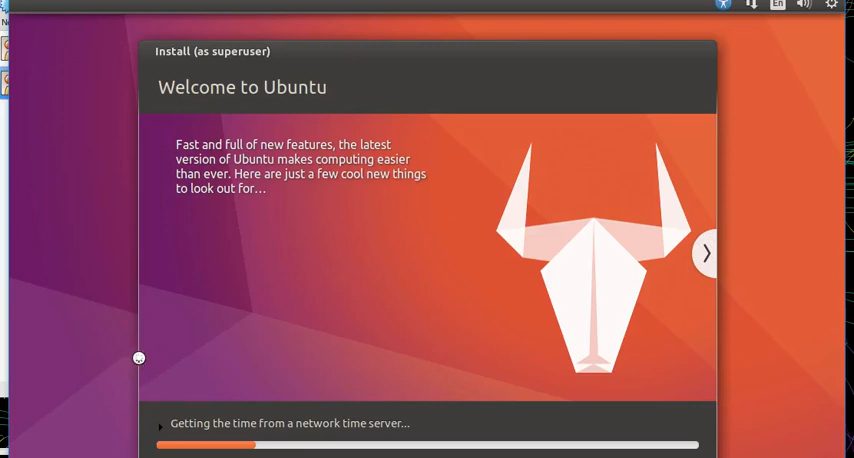 En
Install (as superuser)
Welcome to Ubuntu
Fast and full of new features, the latest
version of Ubuntu makes computing easier
than ever. Here are just a few cool new things
to look out for…
Getting the time from a network time server...